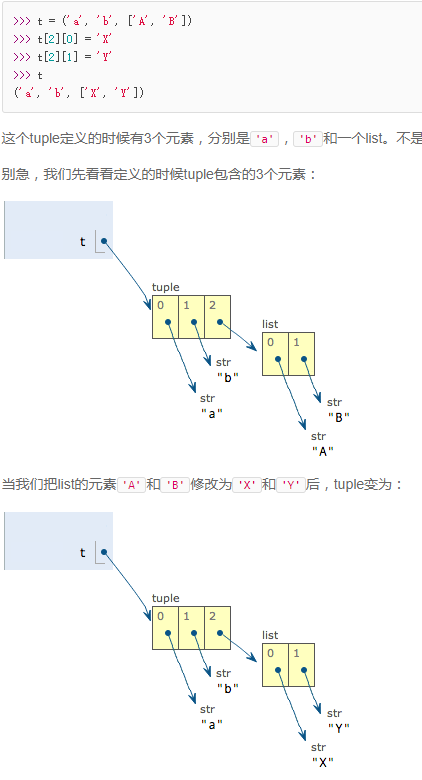 >>> t = ('a', 'b', ['A', 'B'])
>>> t[2][0] = 'X'
>>> t[2][1] = 'Y'
>>> t
('a', 'b', ['X', 'Y'])
这个tuple定义的时候有3个元素，分别是'a'，'b'和一个list。不是
别急，我们先看看定义的时候tuple包含的3个元素：
t
tuple
0 1 2
list
0 1
str
"b"
str
"a"
str
"B"
str
"A"
当我们把list的元素'A'和'B'修改为'X'和'Y'后，tuple变为：
t
tuple
0 1 2
list
0 1
str
"b"
str
"a"
str
"Y"
str
"X"